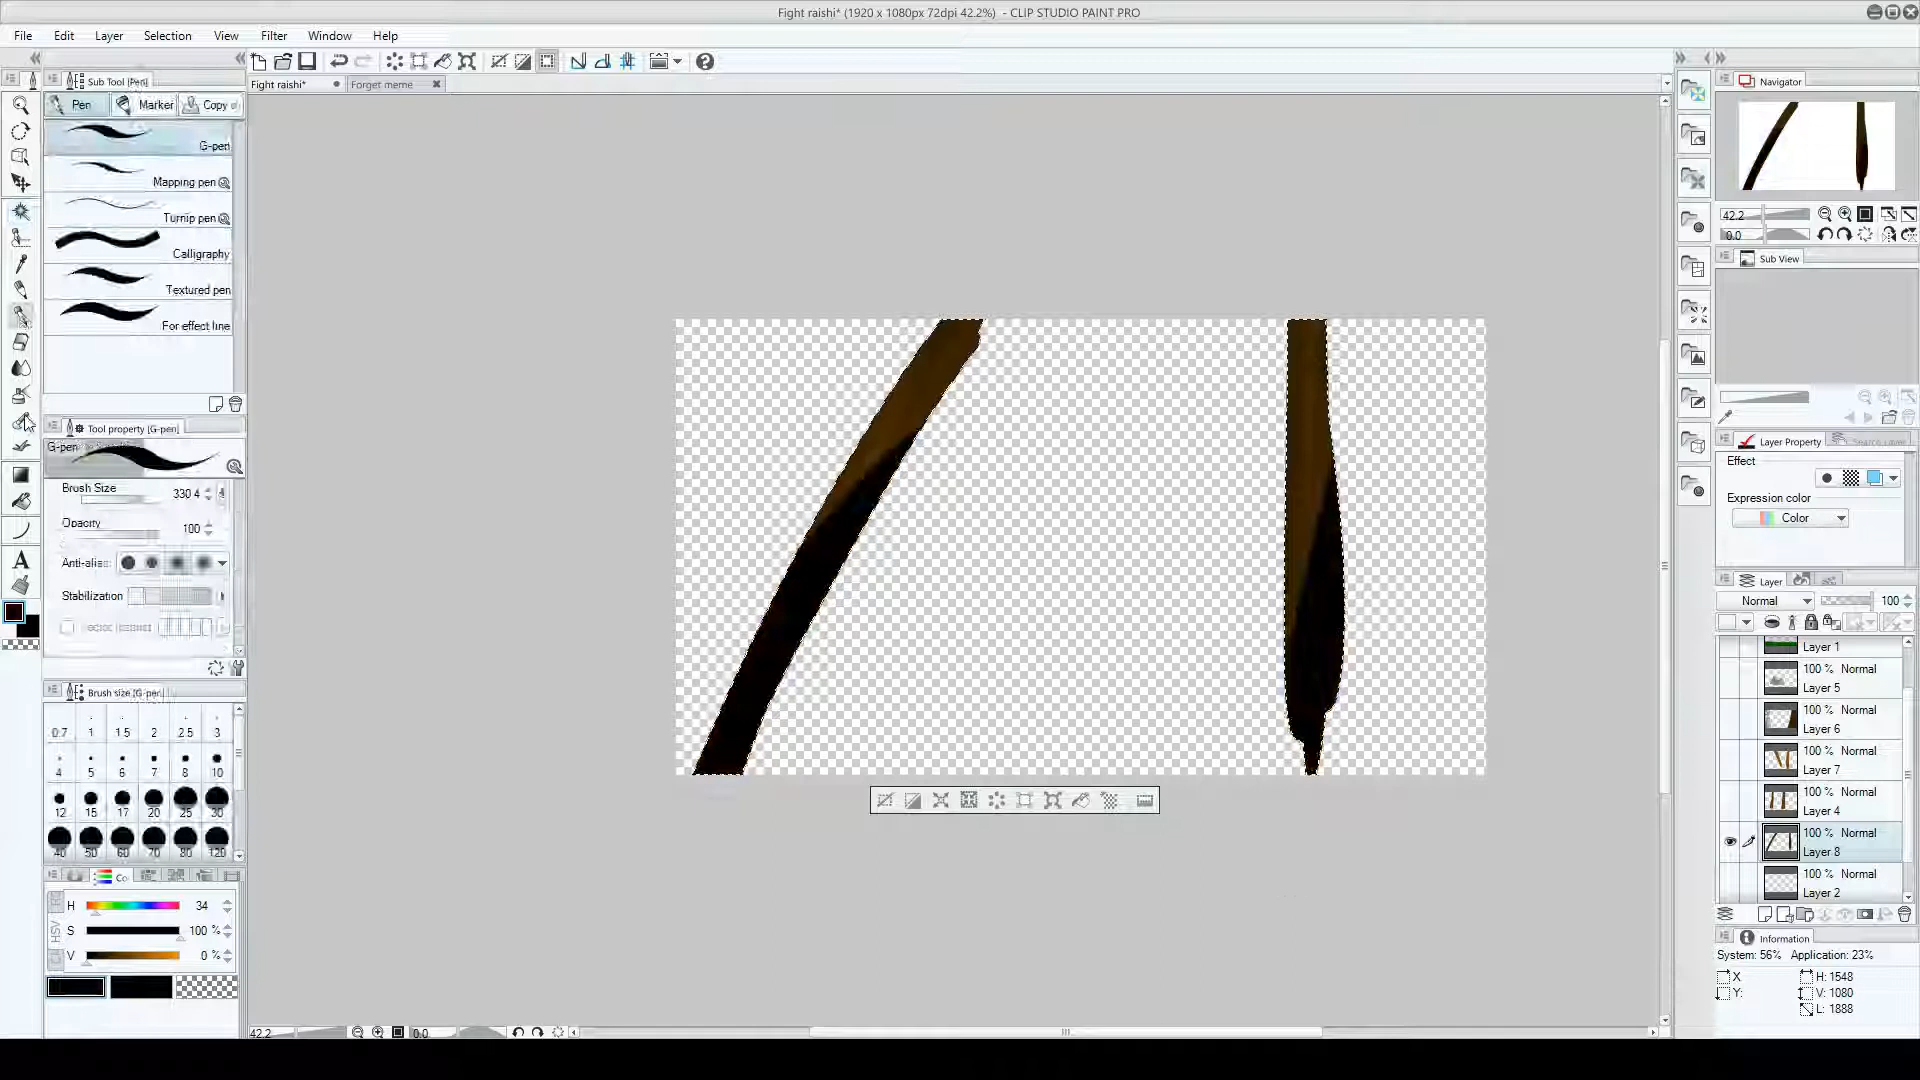 Fight raishi* (1920 x 1080px 72dpi 42.2%) - CLIP STUDIO PAINT PRO
File Edit Layer Selection View Filter Window Help
Sub Tool [Pen]
Fight raishi*
Forget meme
Pen
Marker
Copy
G-pen
Mapping pen
Turnip pen
Calligraphy
Textured pen
For effect line
Tool property [G-pen]
G-pen
Brush Size 330.4
Opacity 100
Anti-alias:
Stabilization
Brush size [G-pen]
0.7 1 1.5 2 2.5 3
4 5 6 7 8 10
12 15 17 20 25 30
40 50 60 70 80 120
Co
H 34
S 100 %
V 0 %
HSV
A
42.2
0.0
Navigator
42.2
0.0
Sub View
Layer Property
Search Layer
Effect
Expression color
Color
Layer
Normal 100
Layer 1
100 % Normal
Layer 5
100 % Normal
Layer 6
100 % Normal
Layer 7
100 % Normal
Layer 4
100 % Normal
Layer 8
100 % Normal
Layer 2
Information
System: 56% Application: 23%
X H: 1548
Y: V: 1080
L: 1888